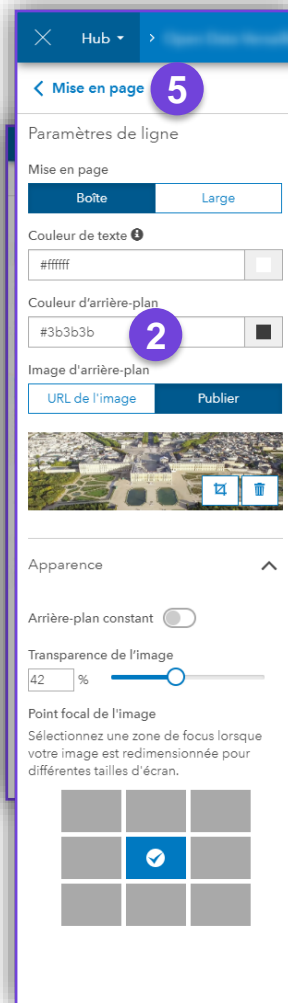 Hub
Mise en page
5
Paramètres de ligne
Mise en page
Boîte Large
Couleur de texte
#ffffff
Couleur d'arrière-plan
#3b3b3b
2
Image d'arrière-plan
URL de l'image Publier
Apparence
Arrière-plan constant
Transparence de l'image
42 %
Point focal de l'image
Sélectionnez une zone de focus lorsque
votre image est redimensionnée pour
différentes tailles d'écran.